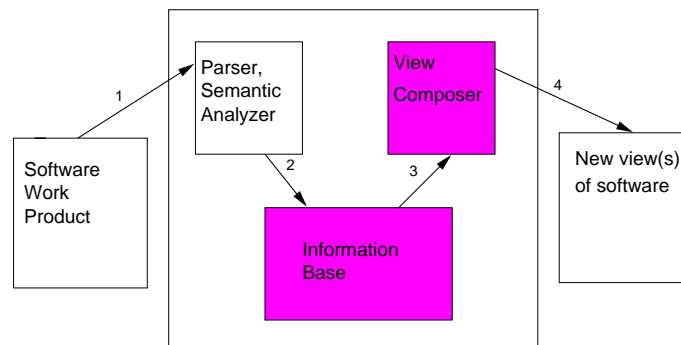 1
Parser,
Semantic
Analyzer
View
Composer
4
Software
Work
Product
2
3
New view(s)
of software
Information
Base